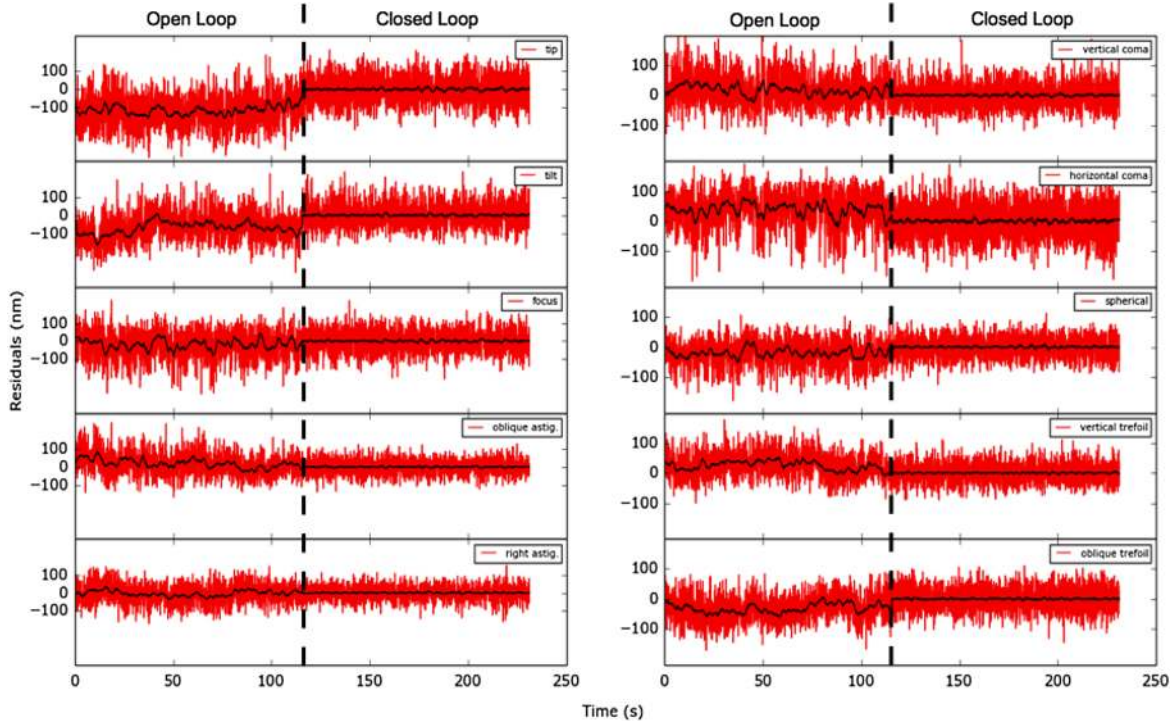 Open Loop Closed Loop
100
0
−100
tip
100
0
−100
tilt
100
0
−100
focus
100
0
−100
oblique astig.
100
0
−100
right astig.
0 50 100 150 200 250
Residuals (nm)
Open Loop Closed Loop
100
0
−100
vertical coma
100
0
−100
horizontal coma
100
0
−100
spherical
100
0
−100
vertical trefoil
100
0
−100
oblique trefoil
0 50 100 150 200 250
Time (s)